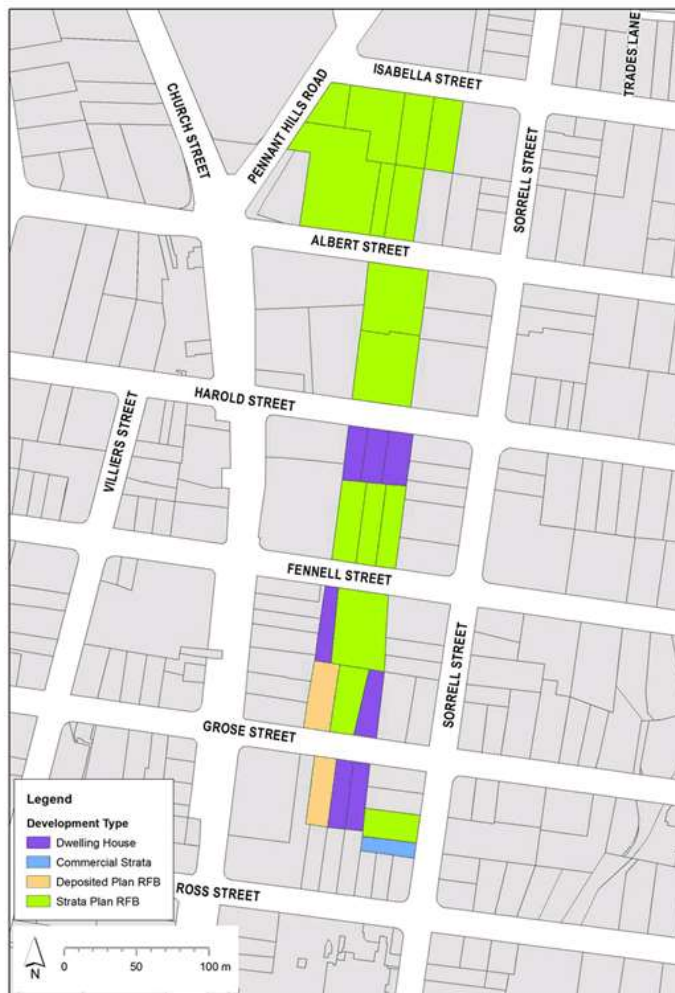 TRADES LANE
ISABELLA STREET
CHURCH STREET
PENNANT HILLS ROAD
SORRELL STREET
ALBERT STREET
HAROLD STREET
VILLIERS STREET
FENNELL STREET
SORRELL STREET
GROSE STREET
Legend
Development Type
Dwelling House
Commercial Strata
Deposited Plan RFB
Strata Plan RFB
ROSS STREET
N
0 50 100 m